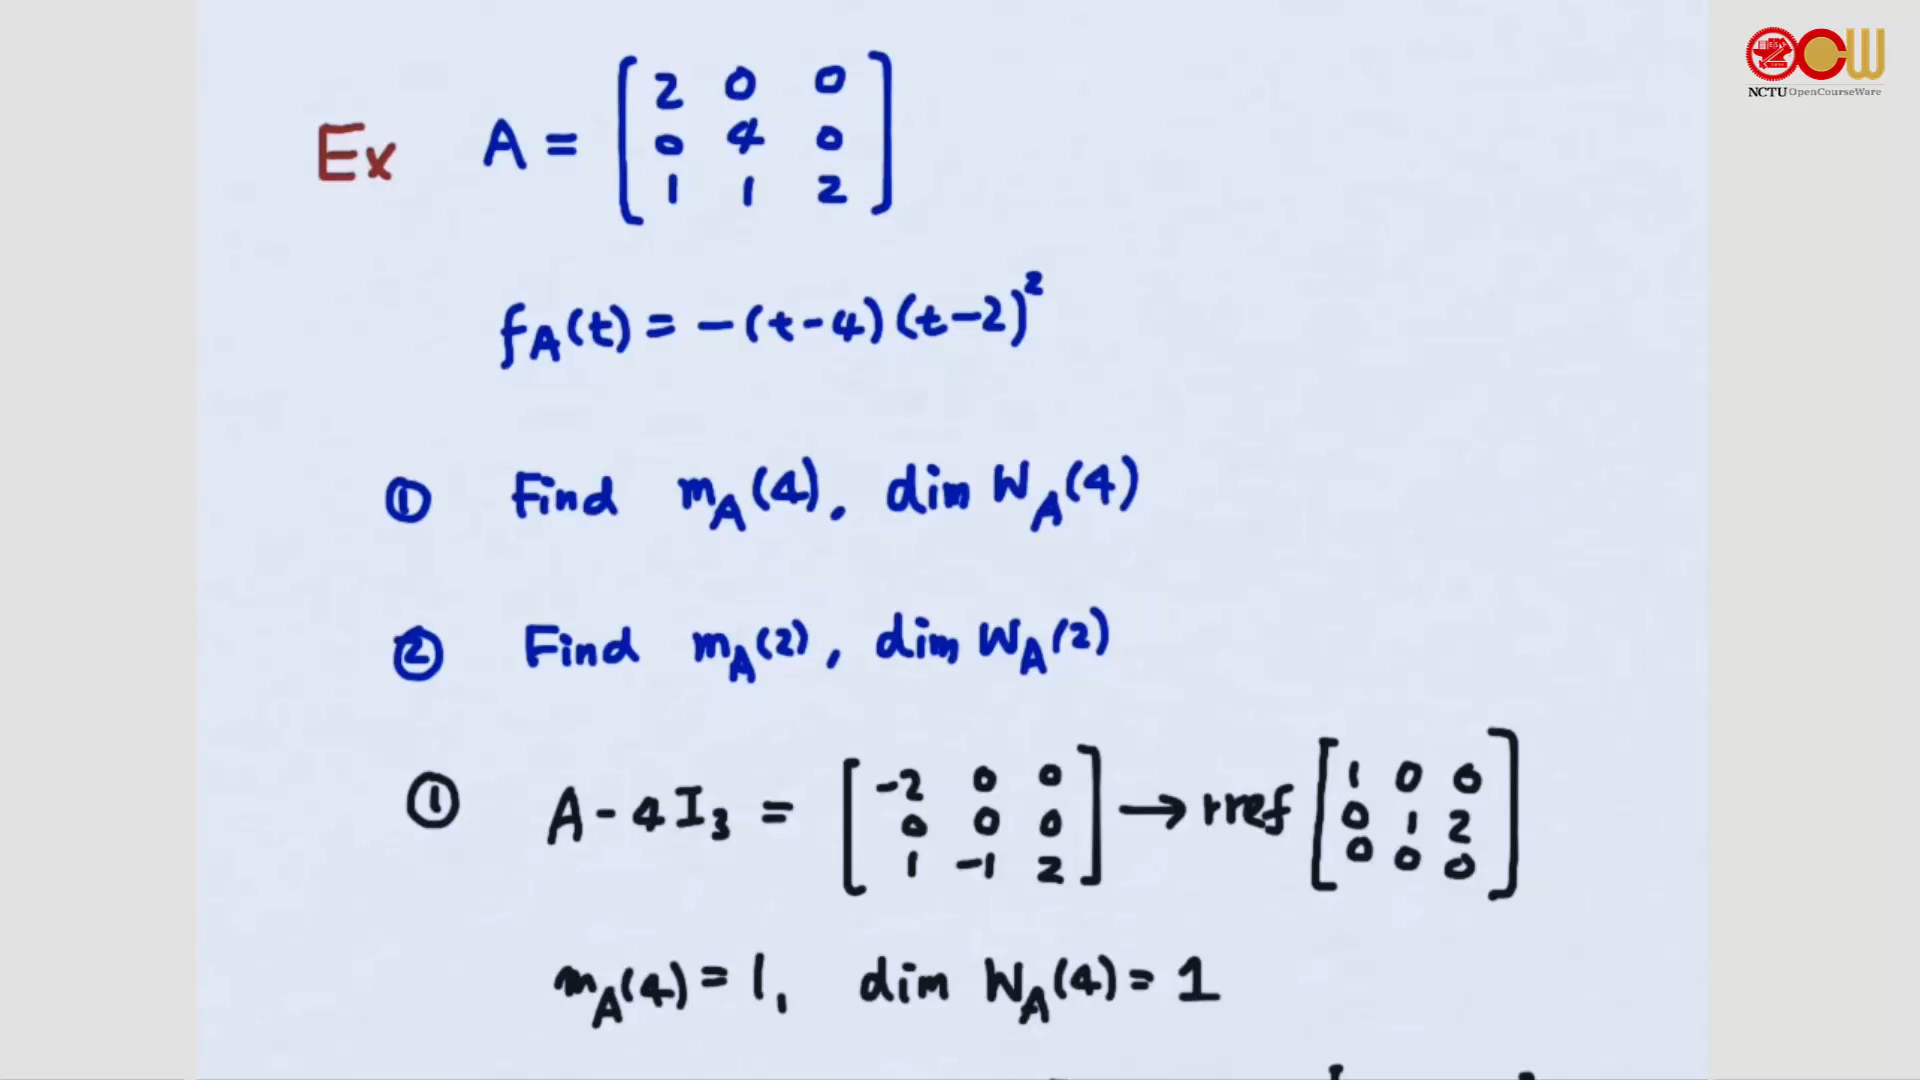 Ex A = [ 2 0 0
0 4 0
1 1 2 ]
f_A(t) = -(t-4)(t-2)^2
① Find m_A(4), dim W_A(4)
② Find m_A(2), dim W_A(2)
① A - 4I_3 = [ -2 0 0
0 0 0
1 -1 2 ] → rref [ 1 0 0
0 1 2
0 0 0 ]
m_A(4) = 1, dim W_A(4) = 1
OCW
NCTU OpenCourseWare